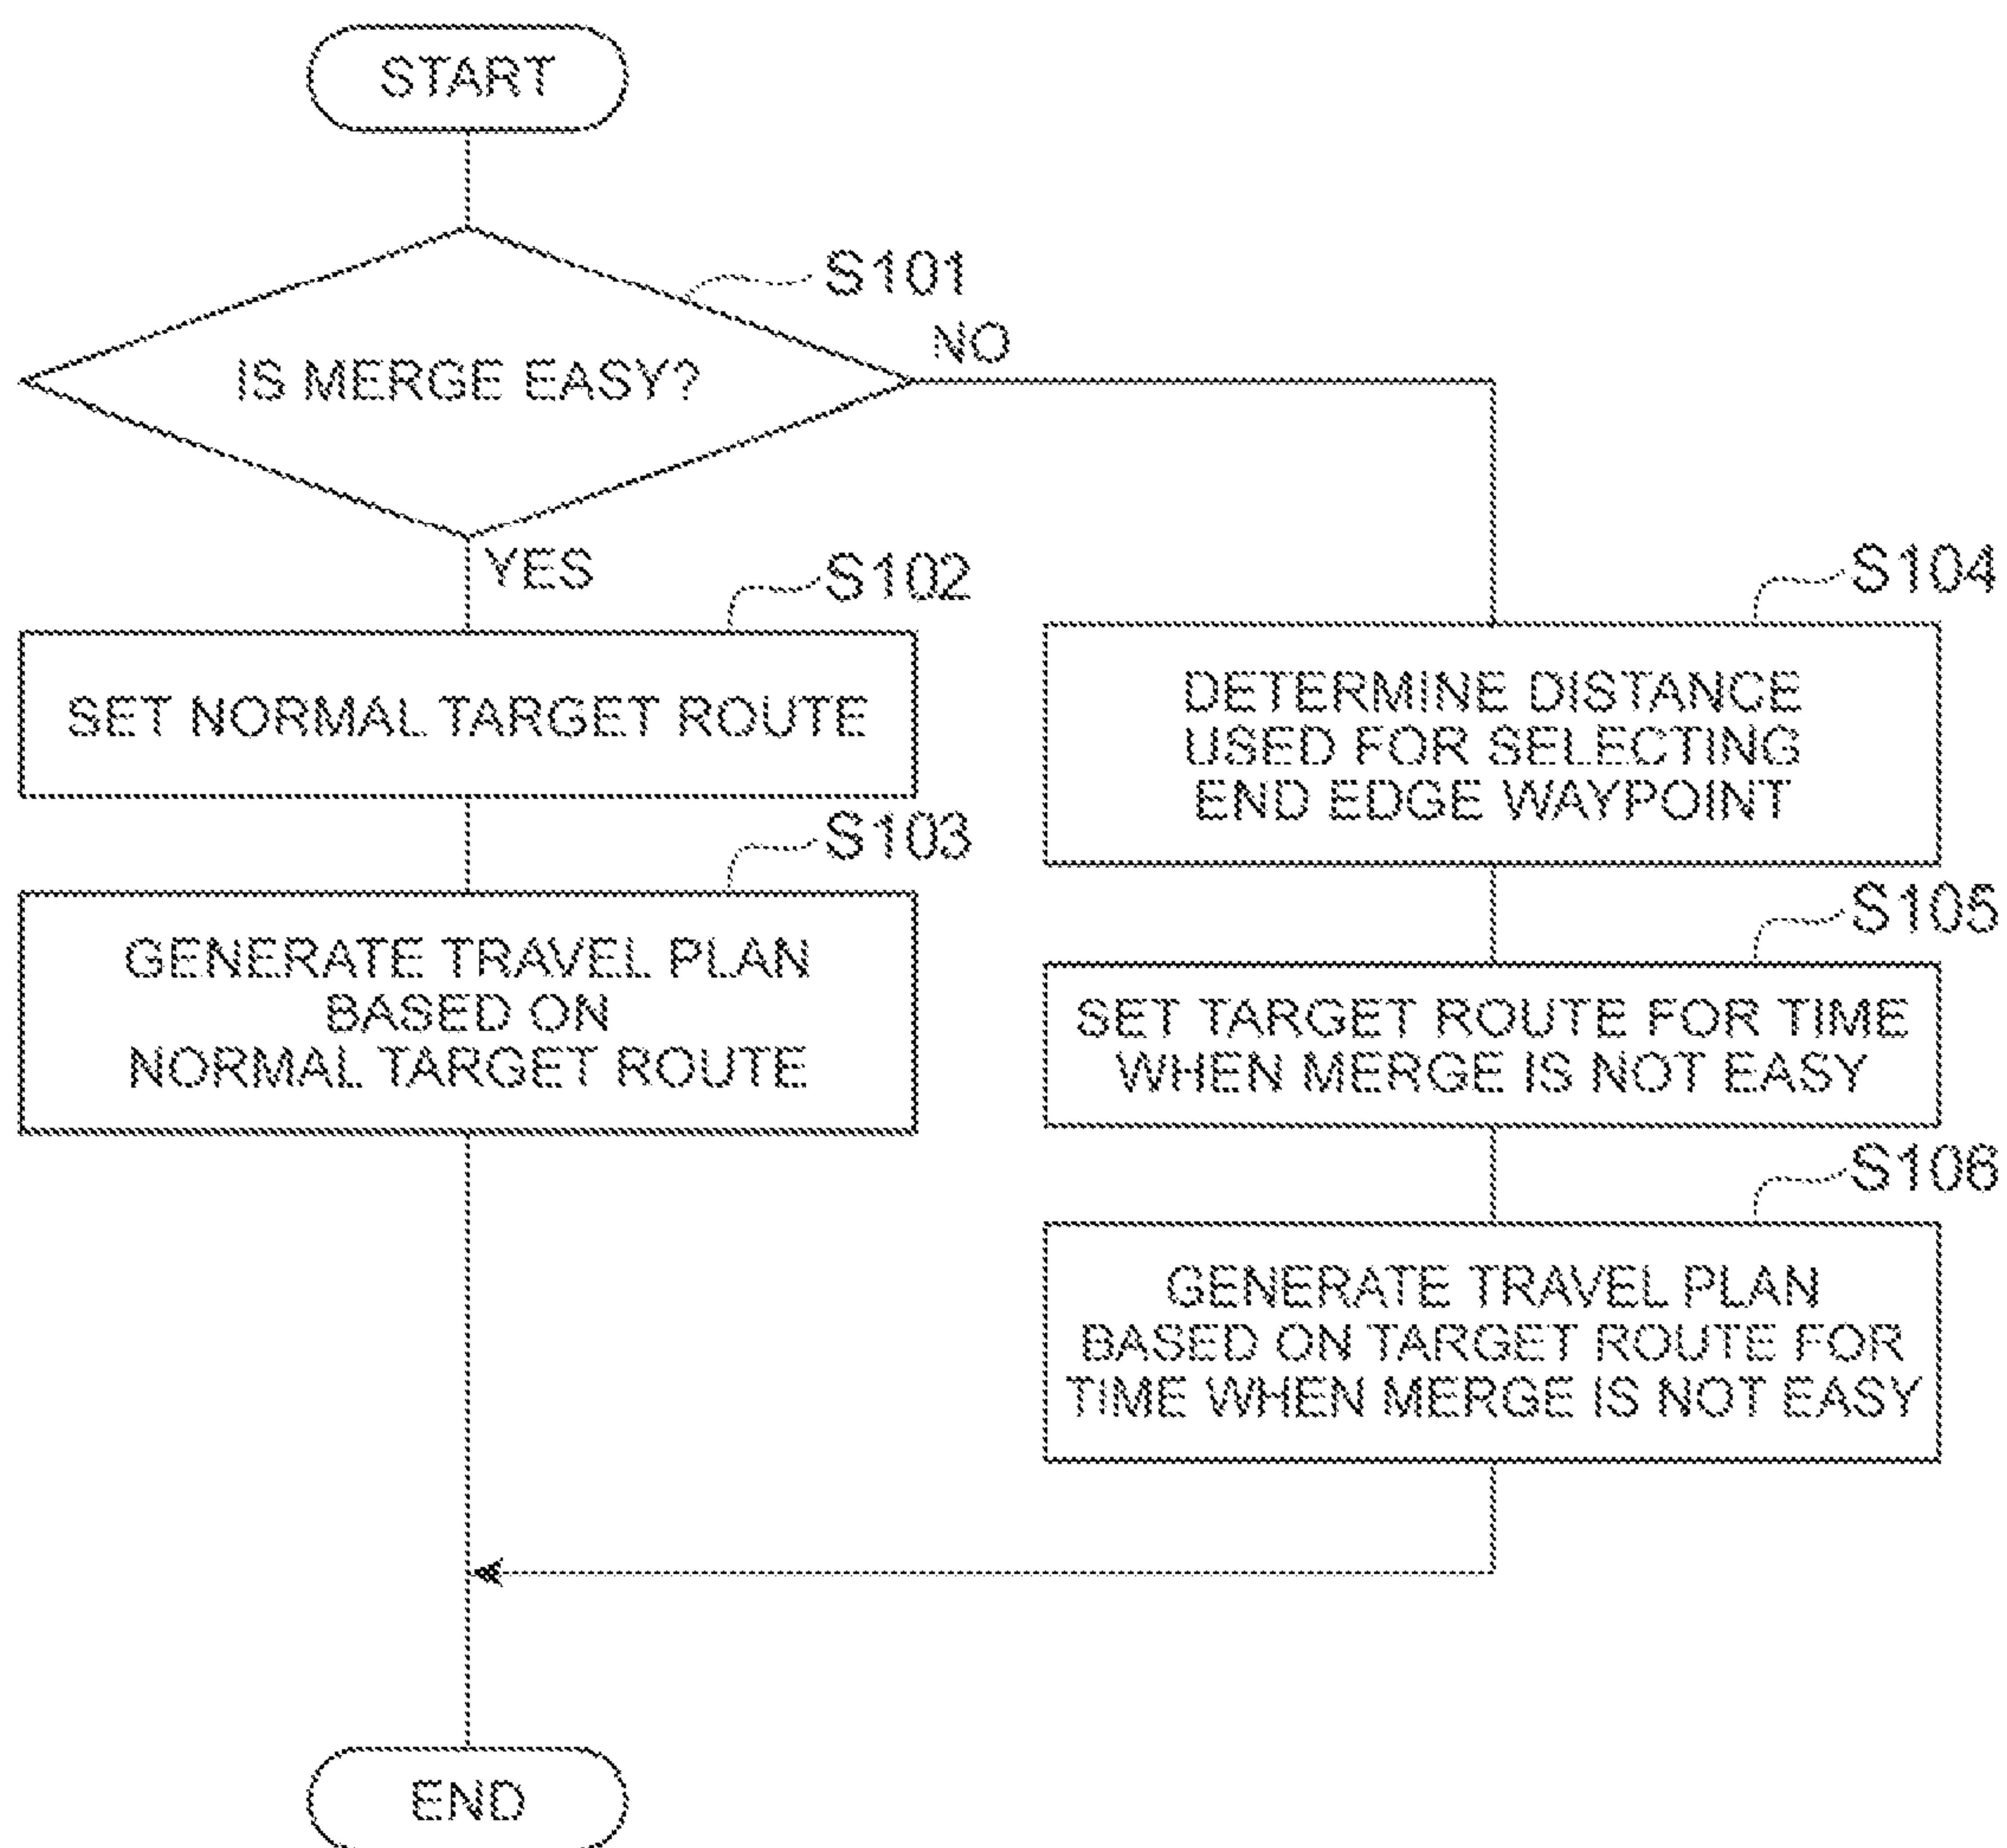 START
S101
IS MERGE EASY?
NO
YES
S102
SET NORMAL TARGET ROUTE
S103
GENERATE TRAVEL PLAN
BASED ON
NORMAL TARGET ROUTE
S104
DETERMINE DISTANCE
USED FOR SELECTING
END EDGE WAYPOINT
S105
SET TARGET ROUTE FOR TIME
WHEN MERGE IS NOT EASY
S106
GENERATE TRAVEL PLAN
BASED ON TARGET ROUTE FOR
TIME WHEN MERGE IS NOT EASY
END